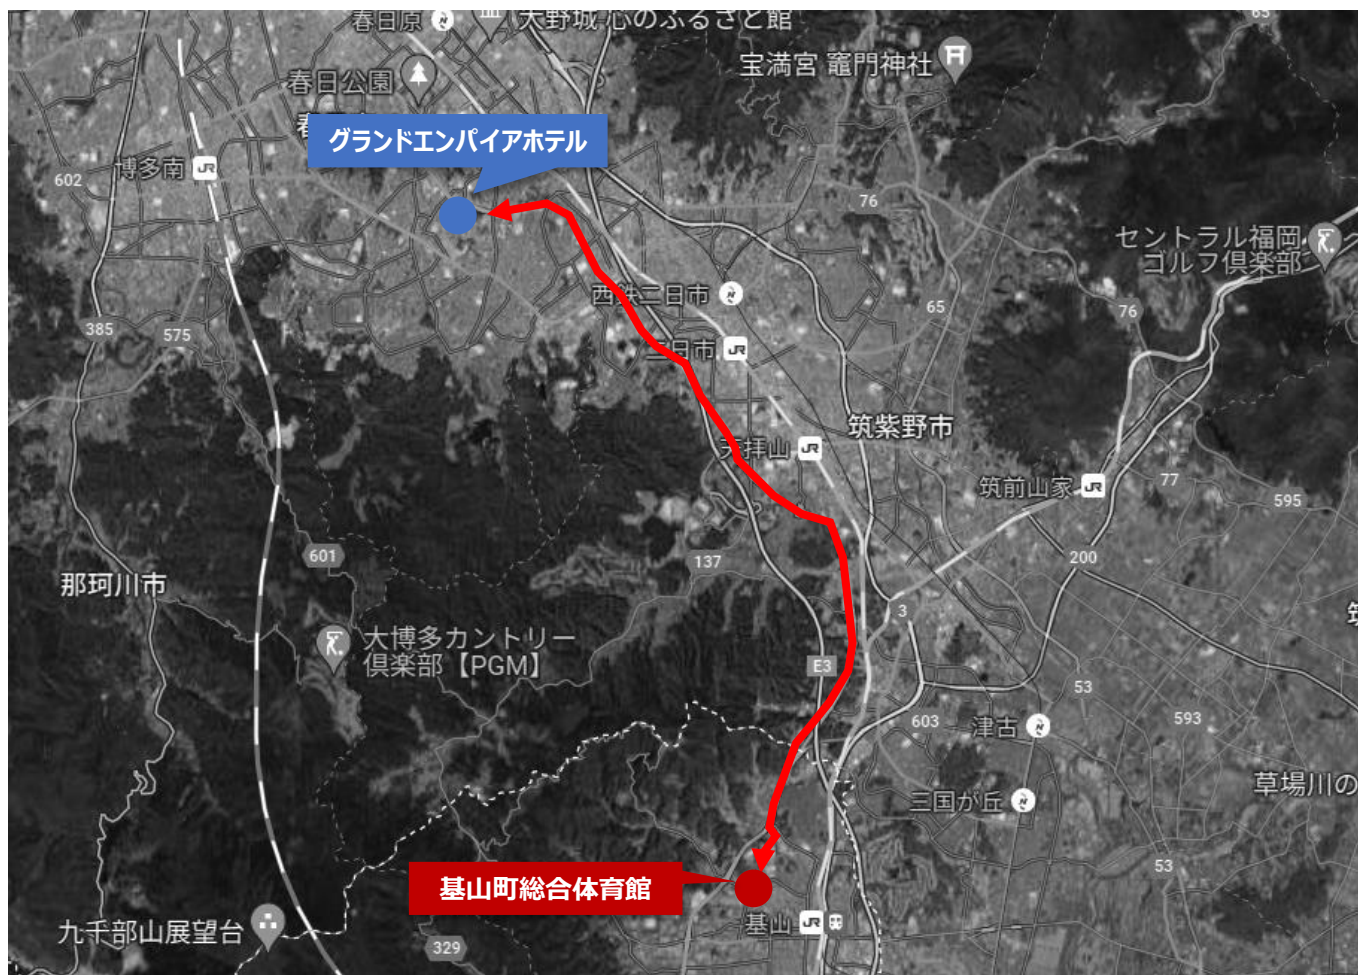 春日原
大野城心のふるさと館
宝満宮 竈門神社
春日公園
グランドエンパイアホテル
博多南
JR
602
76
セントラル福岡
ゴルフ倶楽部
西鉄二日市
65
76
385
575
二日市
JR
筑紫野市
天拝山
JR
筑前山家
JR
77
595
601
137
200
那珂川市
3
大博多カントリー
倶楽部【PGM】
E3
53
603
津古
593
三国が丘
草場川の
53
基山町総合体育館
基山
JR
九千部山展望台
329